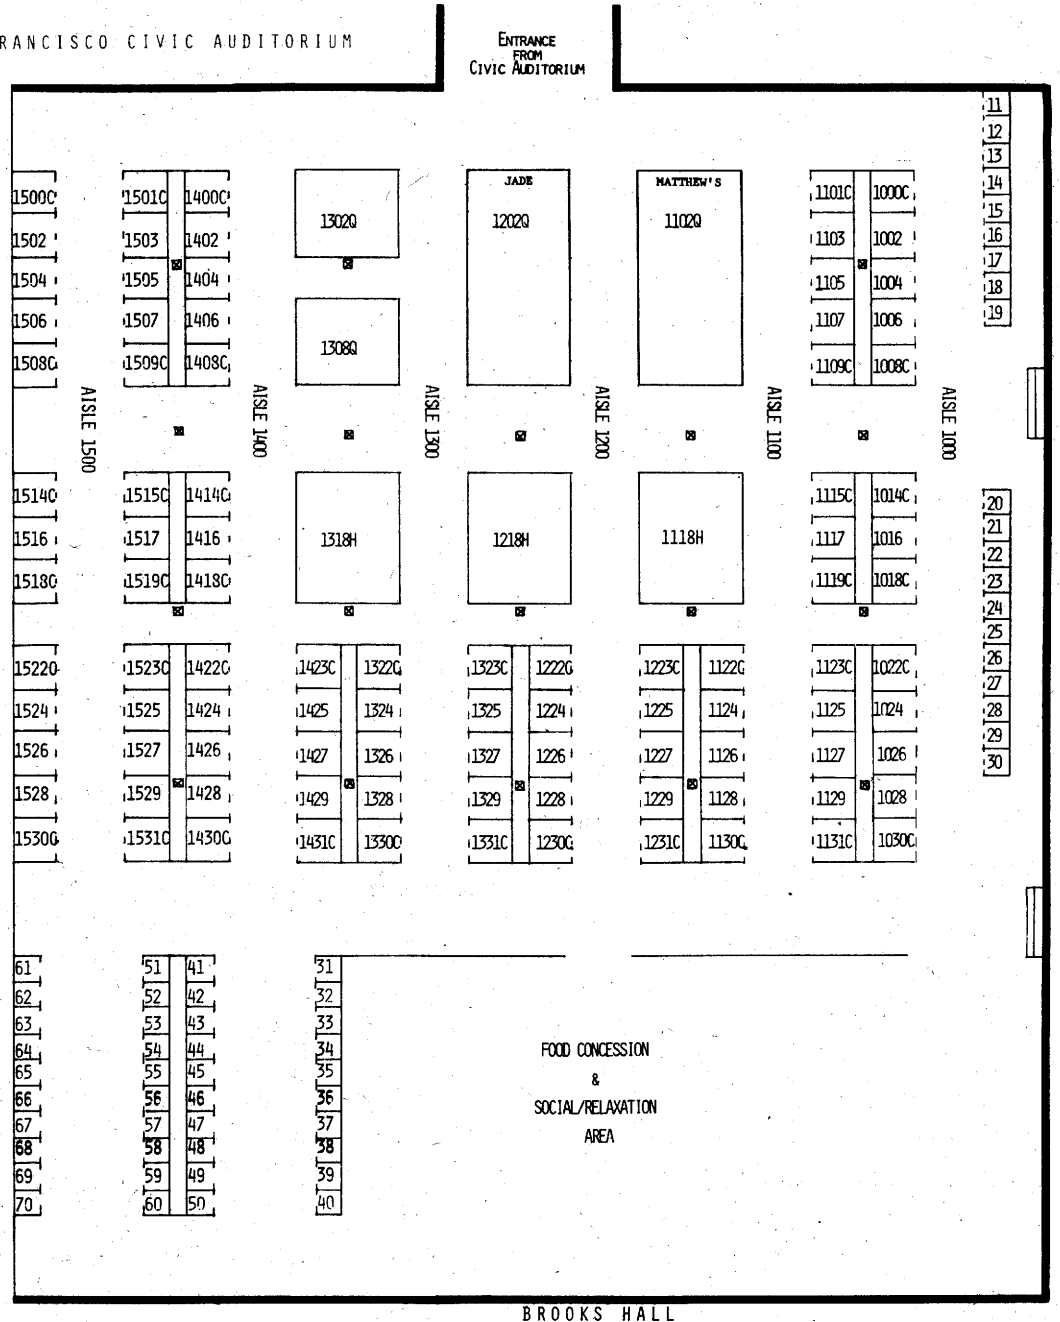 RANCISCO CIVIC AUDITORIUM
ENTRANCE
FROM
CIVIC AUDITORIUM
11
12
13
14
15
16
17
18
19
JADE
MATTHEW'S
1500C 1501C 1400C 1302Q 1202Q 1102Q 1101C 1000C
1502 1503 1402 1103 1002
1504 1505 1404 1105 1004
1506 1507 1406 1308Q 1107 1006
1508C 1509C 1408C 1109C 1008C
AISLE 1500
AISLE 1400
AISLE 1300
AISLE 1200
AISLE 1100
AISLE 1000
1514C 1515C 1414C 1115C 1014C
1516 1517 1416 1318H 1218H 1118H 1117 1016
1518C 1519C 1418C 1119C 1018C
20
21
22
23
24
25
26
27
28
29
30
1522C 1523C 1422C 1423C 1322C 1323C 1222C 1223C 1122C 1123C 1022C
1524 1525 1424 1425 1324 1325 1224 1225 1124 1125 1024
1526 1527 1426 1427 1326 1327 1226 1227 1126 1127 1026
1528 1529 1428 1429 1328 1329 1228 1229 1128 1129 1028
1530C 1531C 1430C 1431C 1330C 1331C 1230C 1231C 1130C 1131C 1030C
61 51 41 31
62 52 42 32
63 53 43 33
64 54 44 34
65 55 45 35
66 56 46 36
67 57 47 37
68 58 48 38
69 59 49 39
70 60 50 40
FOOD CONCESSION
&
SOCIAL/RELAXATION
AREA
BROOKS HALL